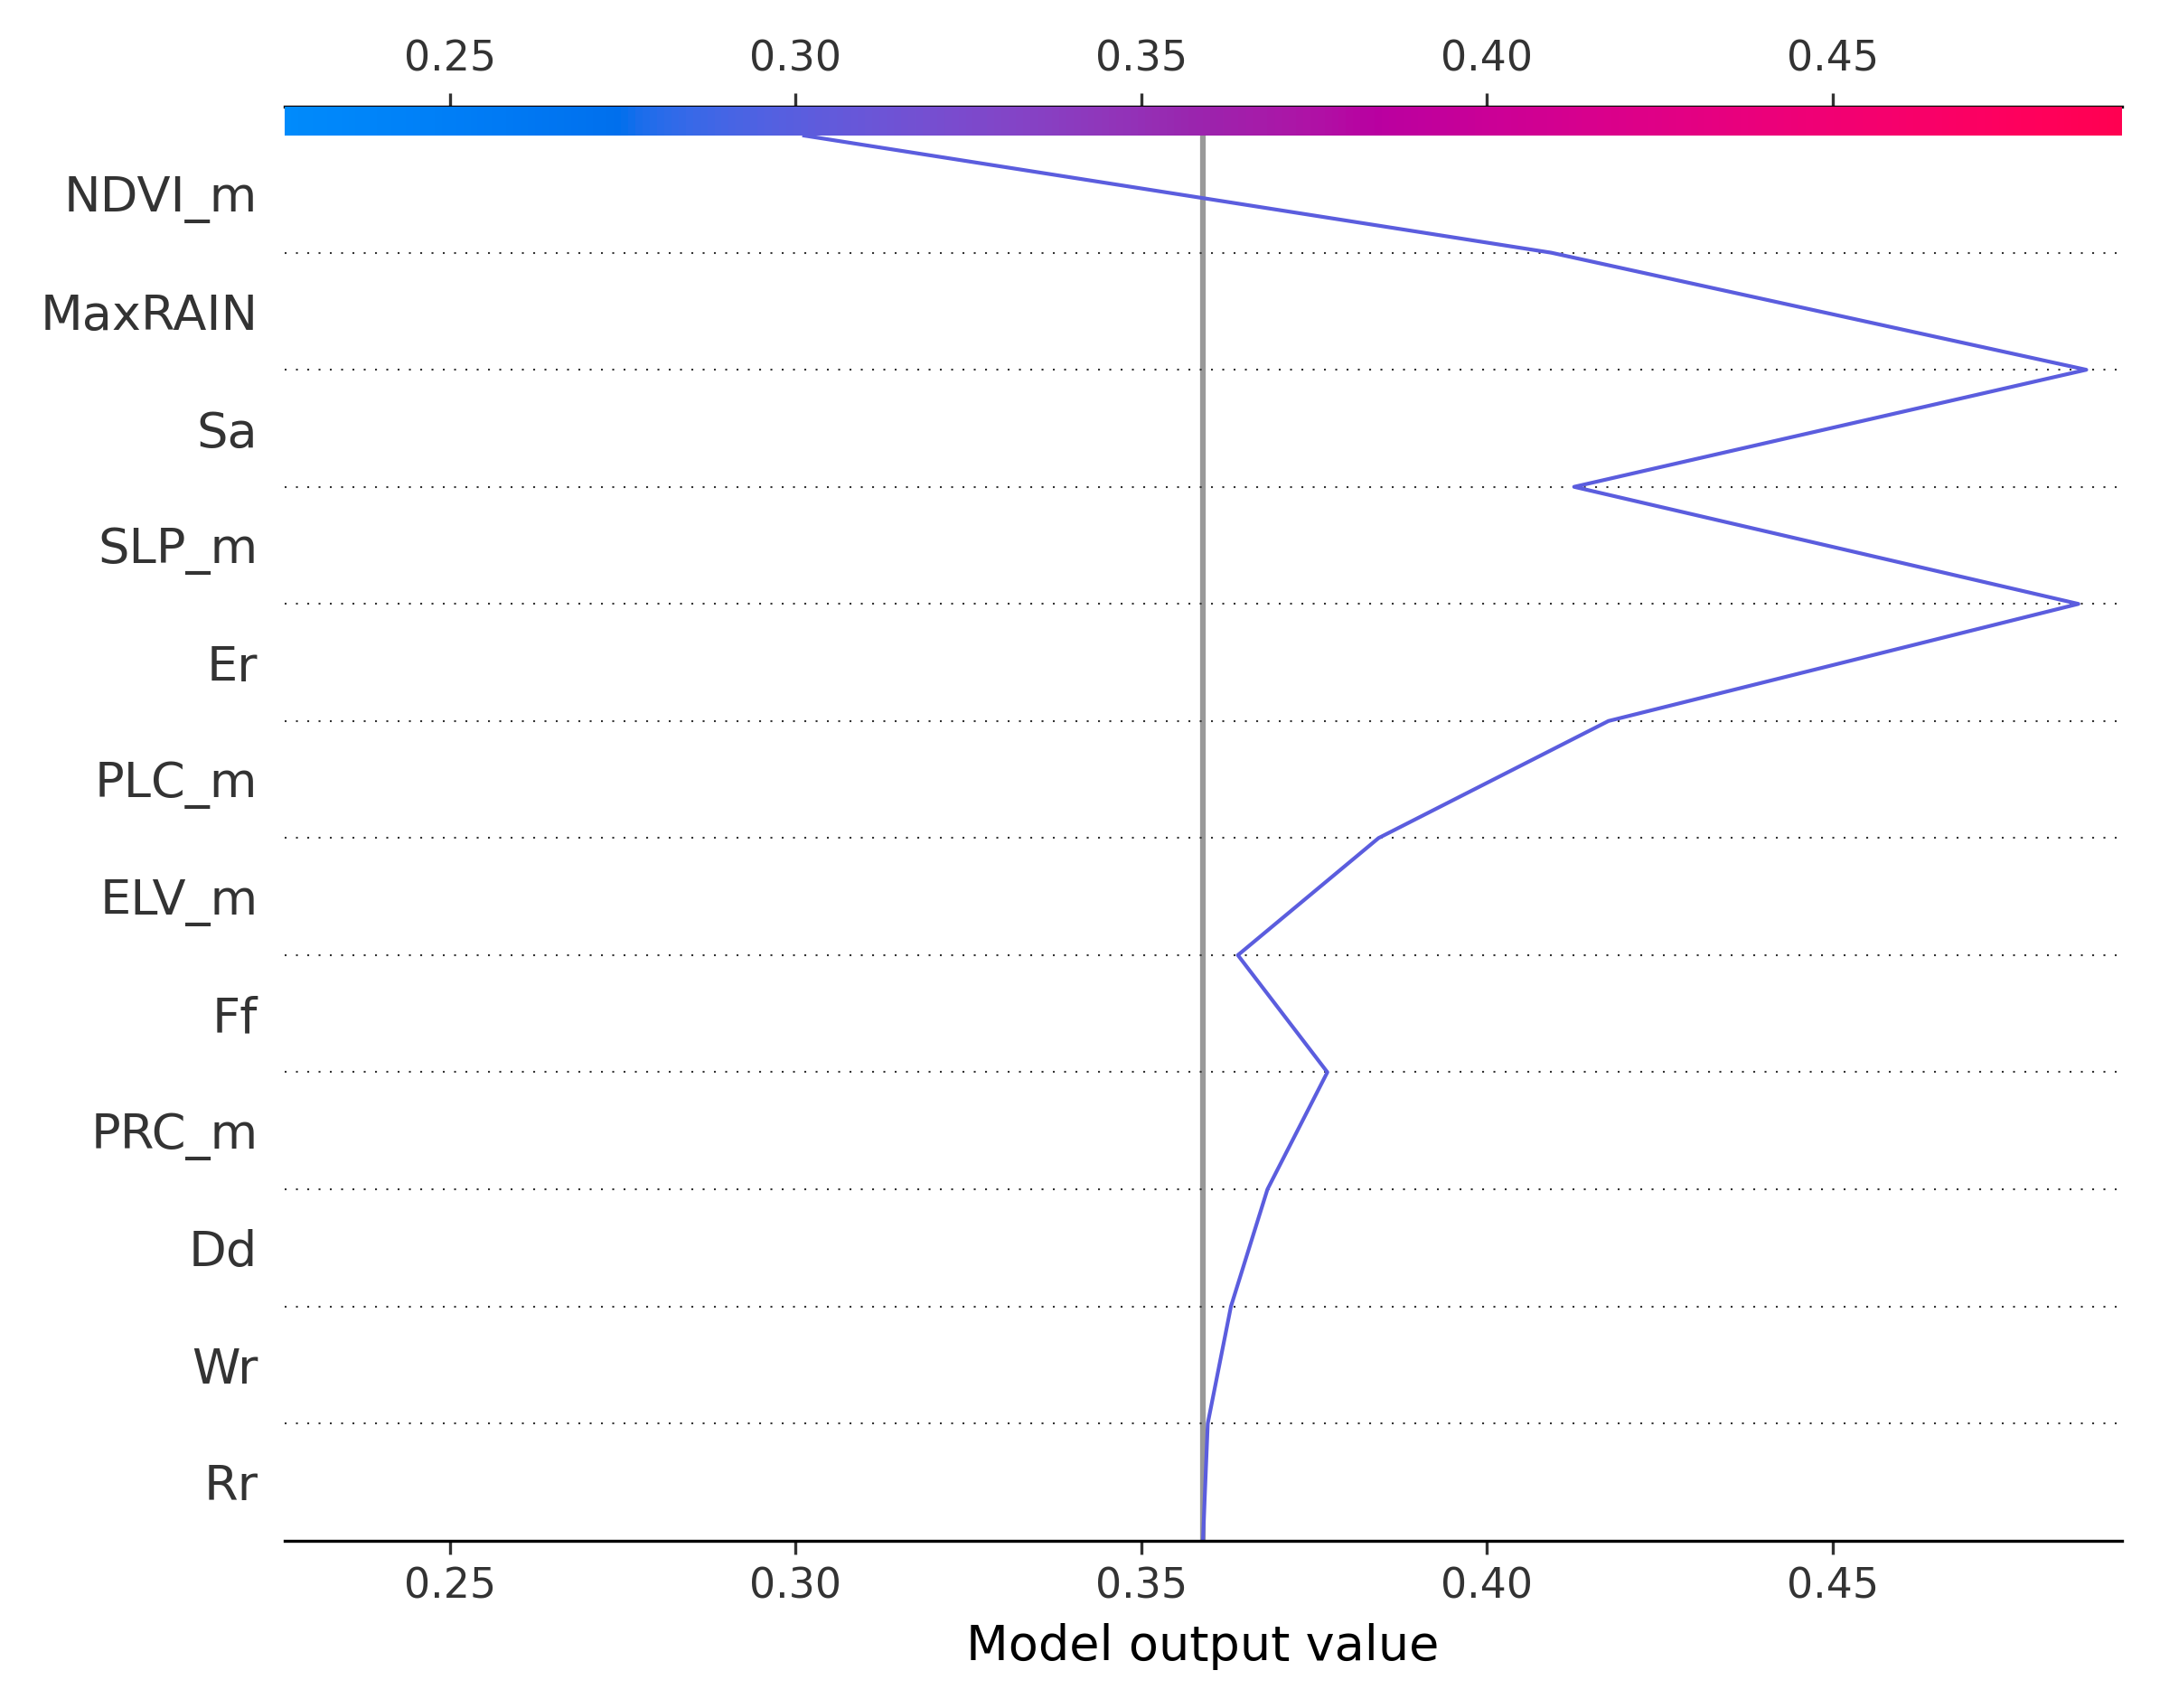 0.25 0.30 0.35 0.40 0.45
NDVI_m
MaxRAIN
Sa
SLP_m
Er
PLC_m
ELV_m
Ff
PRC_m
Dd
Wr
Rr
0.25 0.30 0.35 0.40 0.45
Model output value